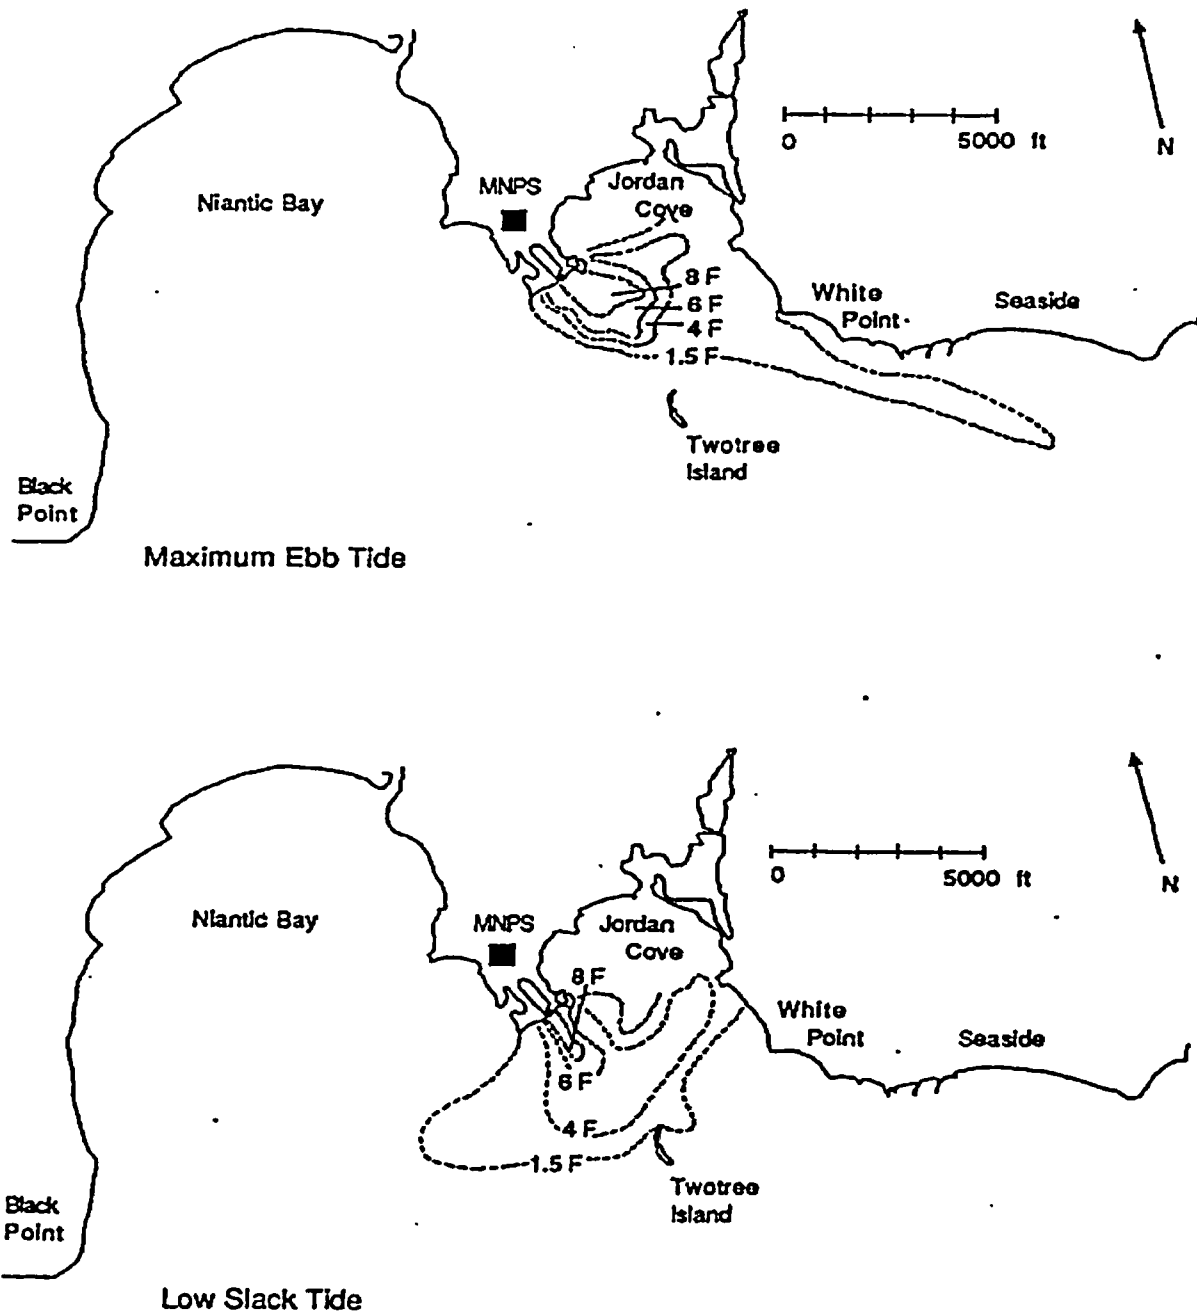 0 5000 ft
N
MNPS
Jordan
Cove
Niantic Bay
8 F
6 F
4 F
1.5 F
White
Point
Seaside
Twotree
Island
Black
Point
Maximum Ebb Tide
0 5000 ft
N
Niantic Bay
MNPS
Jordan
Cove
8 F
White
Point
Seaside
6 F
4 F
1.5 F
Twotree
Island
Black
Point
Low Slack Tide